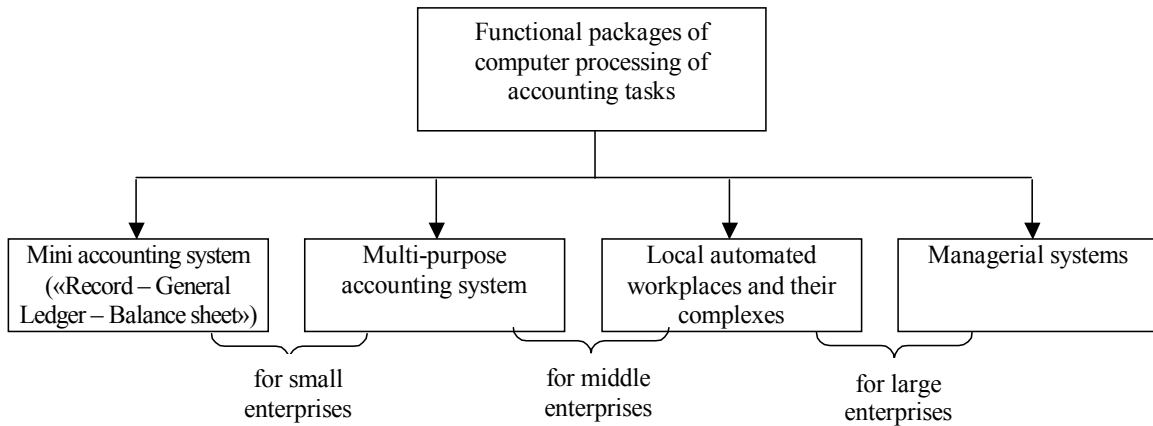 Functional packages of
computer processing of
accounting tasks
Mini accounting system
(«Record – General
Ledger – Balance sheet»)
Multi-purpose
accounting system
Local automated
workplaces and their
complexes
Managerial systems
for small
enterprises
for middle
enterprises
for large
enterprises